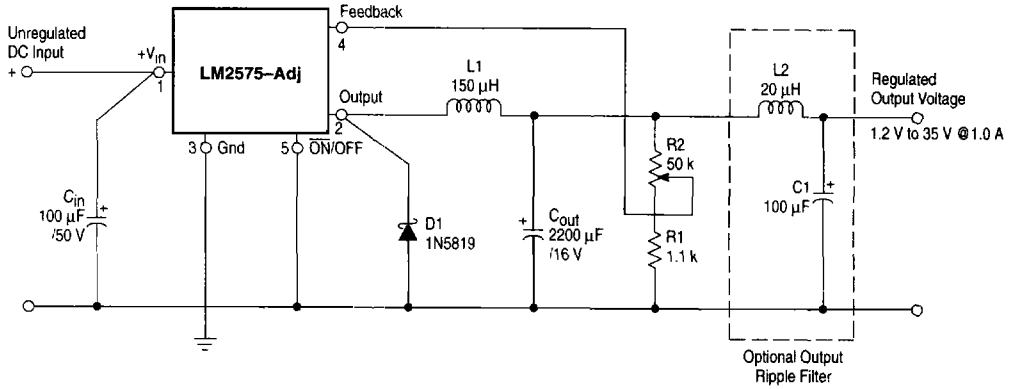 Unregulated
DC Input
+
+Vin
1
LM2575–Adj
Feedback
4
Output
2
3 Gnd
5 O̅N̅/OFF
Cin
100 µF
/50 V
+
D1
1N5819
L1
150 µH
+
Cout
2200 µF
/16 V
R2
50 k
R1
1.1 k
L2
20 µH
C1
100 µF
+
Regulated
Output Voltage
1.2 V to 35 V @1.0 A
Optional Output
Ripple Filter